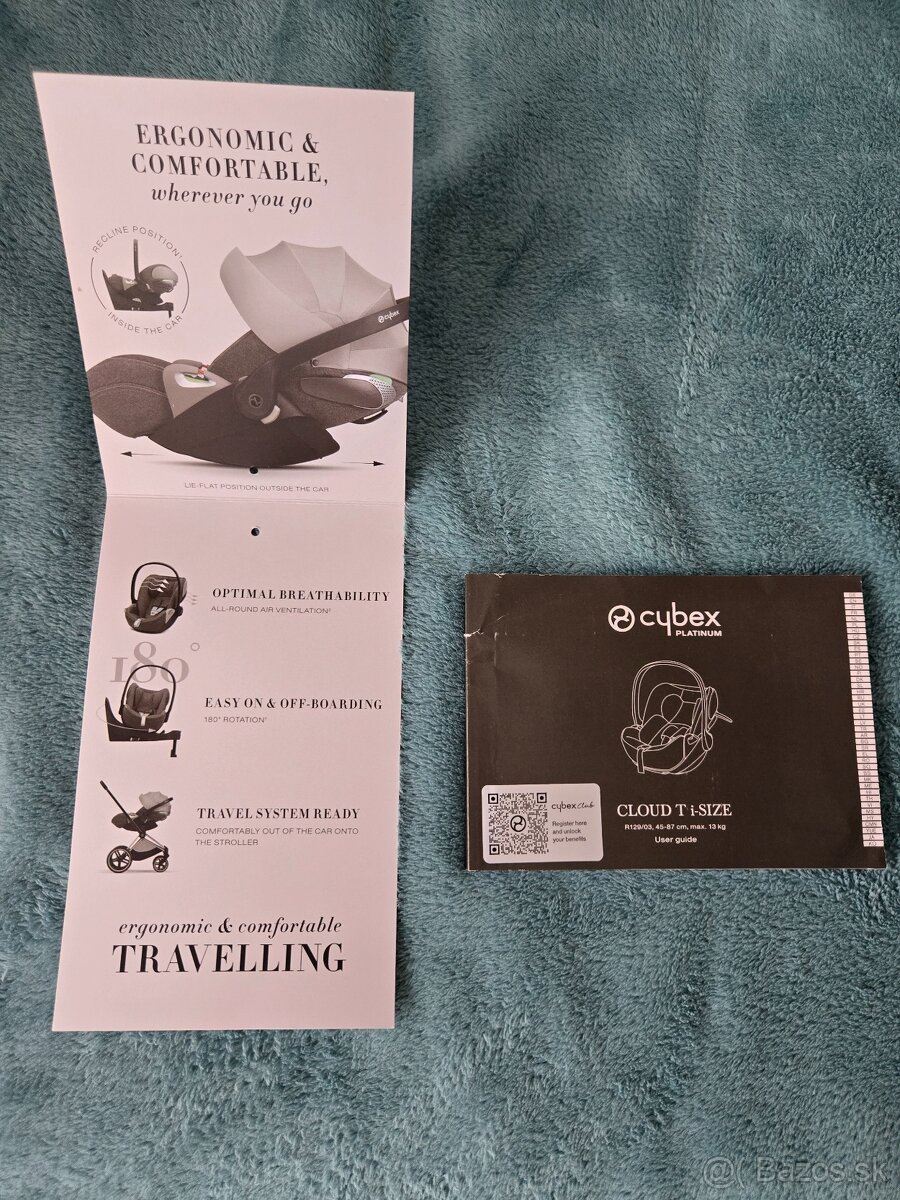 ERGONOMIC &
COMFORTABLE,
wherever you go
RECLINE POSITION¹
INSIDE THE CAR
cybex
LIE-FLAT POSITION OUTSIDE THE CAR
OPTIMAL BREATHABILITY
ALL-ROUND AIR VENTILATION²
180°
EASY ON & OFF-BOARDING
180° ROTATION¹
TRAVEL SYSTEM READY
COMFORTABLY OUT OF THE CAR ONTO
THE STROLLER
ergonomic & comfortable
TRAVELLING
cybex
PLATINUM
cybex club
Register here
and unlock
your benefits
CLOUD T i-SIZE
R129/03, 45-87 cm, max. 13 kg
User guide
@( Bazos.sk